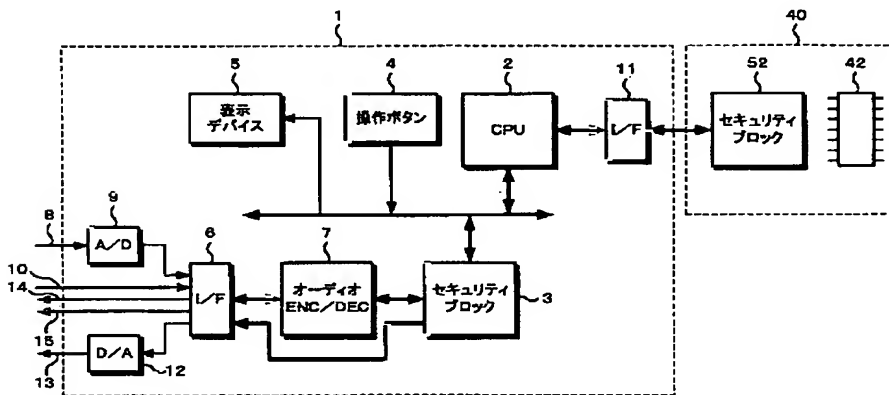 1
40
5
4
2
11
52
42
表示
デバイス
操作ボタン
CPU
I/F
セキュリティ
ブロック
9
8
A/D
6
7
10
14
I/F
オーディオ
ENC/DEC
セキュリティ
ブロック
3
15
D/A
13
12